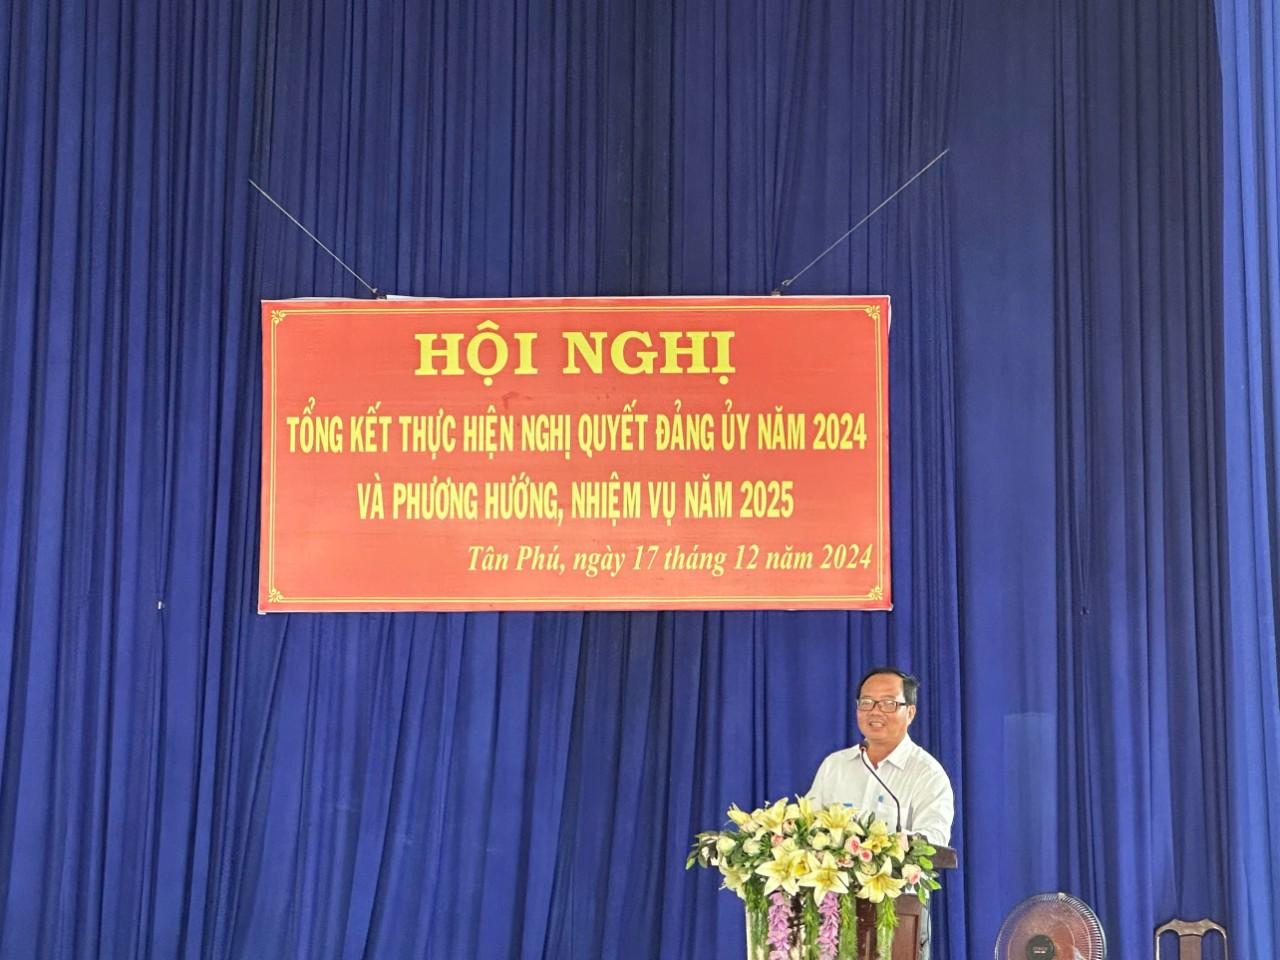 HỘI NGHỊ
TỔNG KẾT THỰC HIỆN NGHỊ QUYẾT ĐẢNG ỦY NĂM 2024
VÀ PHƯƠNG HƯỚNG, NHIỆM VỤ NĂM 2025
Tân Phú, ngày 17 tháng 12 năm 2024